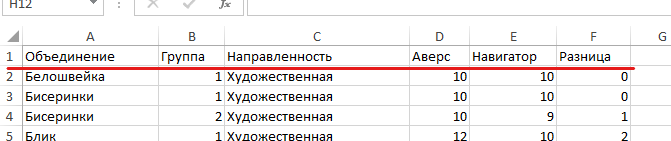 H12
A B C D E F G
1 Объединение Группа Направленность Аверс Навигатор Разница
2 Белошвейка 1 Художественная 10 10 0
3 Бисеринки 1 Художественная 10 10 0
4 Бисеринки 2 Художественная 10 9 1
5 Блик 1 Художественная 12 10 2